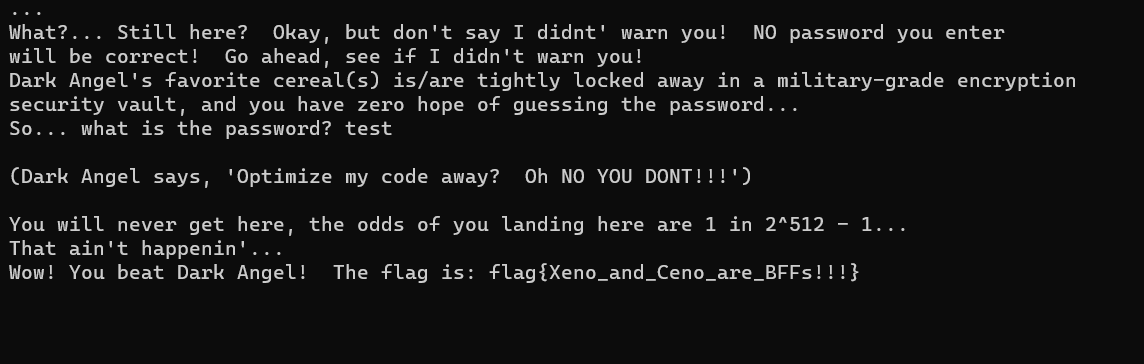 ...
What?... Still here?  Okay, but don't say I didnt' warn you!  NO password you enter
will be correct!  Go ahead, see if I didn't warn you!
Dark Angel's favorite cereal(s) is/are tightly locked away in a military-grade encryption
security vault, and you have zero hope of guessing the password...
So... what is the password? test
(Dark Angel says, 'Optimize my code away?  Oh NO YOU DONT!!!')
You will never get here, the odds of you landing here are 1 in 2^512 - 1...
That ain't happenin'...
Wow! You beat Dark Angel!  The flag is: flag{Xeno_and_Ceno_are_BFFs!!!}